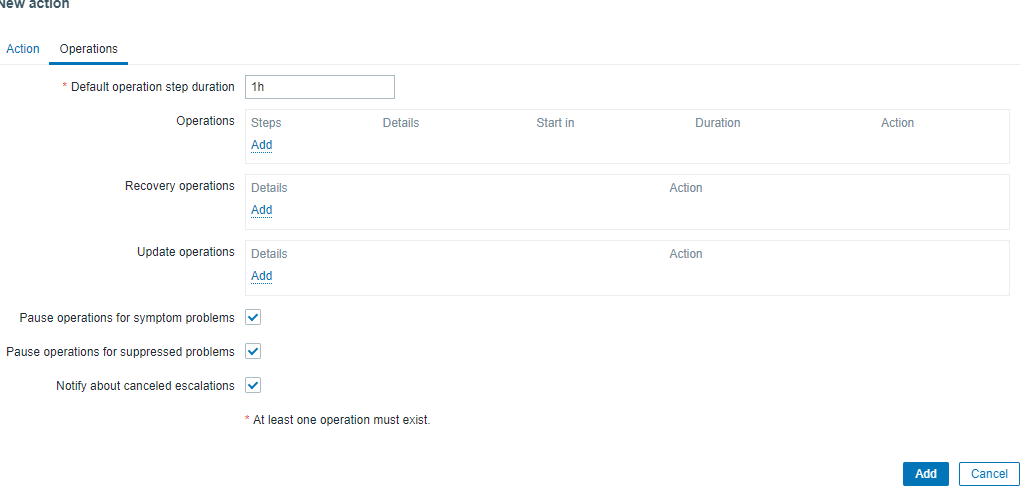 New action
Action Operations
* Default operation step duration 1h
Operations Steps Details Start in Duration Action
Add
Recovery operations Details Action
Add
Update operations Details Action
Add
Pause operations for symptom problems
Pause operations for suppressed problems
Notify about canceled escalations
* At least one operation must exist.
Add Cancel